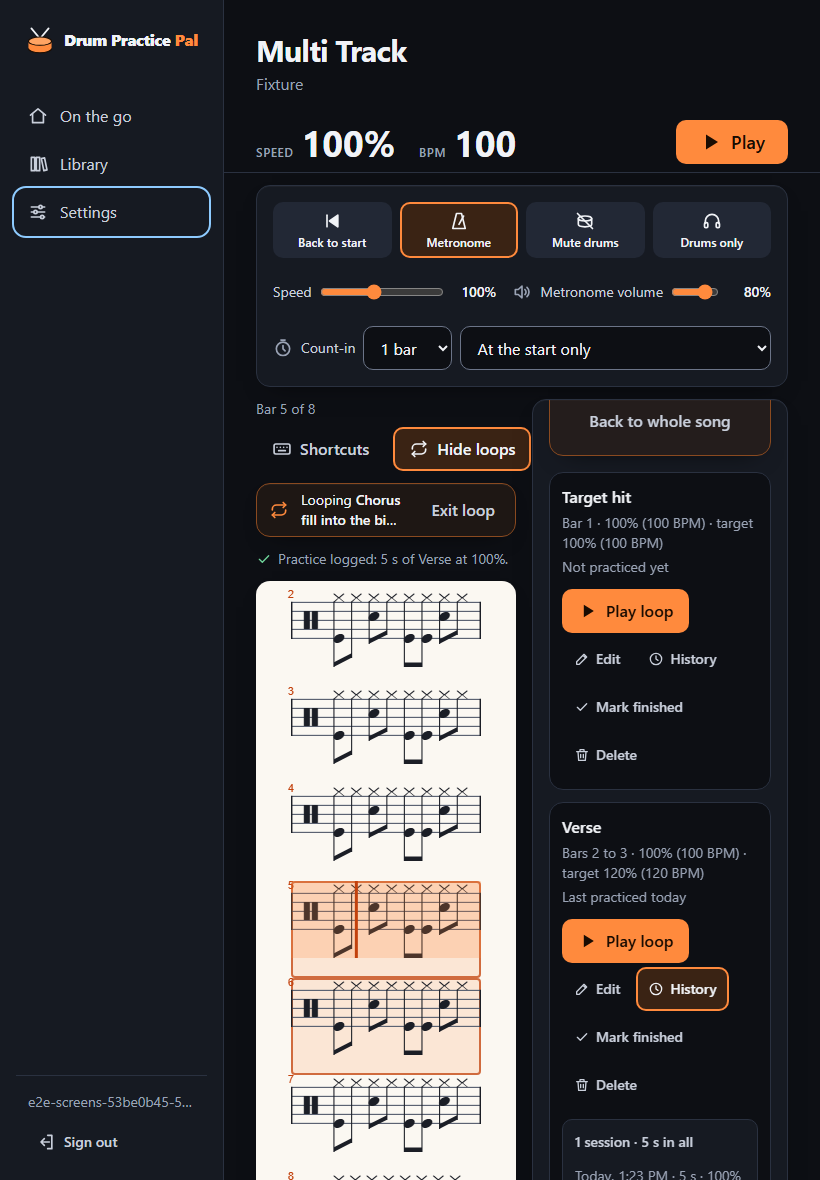 Drum Practice Pal
On the go
Library
Settings
e2e-screens-53be0b45-5...
Sign out
Multi Track
Fixture
SPEED 100% BPM 100
Play
Back to start
Metronome
Mute drums
Drums only
Speed 100% Metronome volume 80%
Count-in 1 bar At the start only
Bar 5 of 8
Shortcuts Hide loops
Looping Chorus
fill into the bi...
Exit loop
Practice logged: 5 s of Verse at 100%.
2
3
4
5
6
7
8
Back to whole song
Target hit
Bar 1 · 100% (100 BPM) · target
100% (100 BPM)
Not practiced yet
Play loop
Edit History
Mark finished
Delete
Verse
Bars 2 to 3 · 100% (100 BPM) ·
target 120% (120 BPM)
Last practiced today
Play loop
Edit History
Mark finished
Delete
1 session · 5 s in all
Today, 1:23 PM · 5 s · 100%